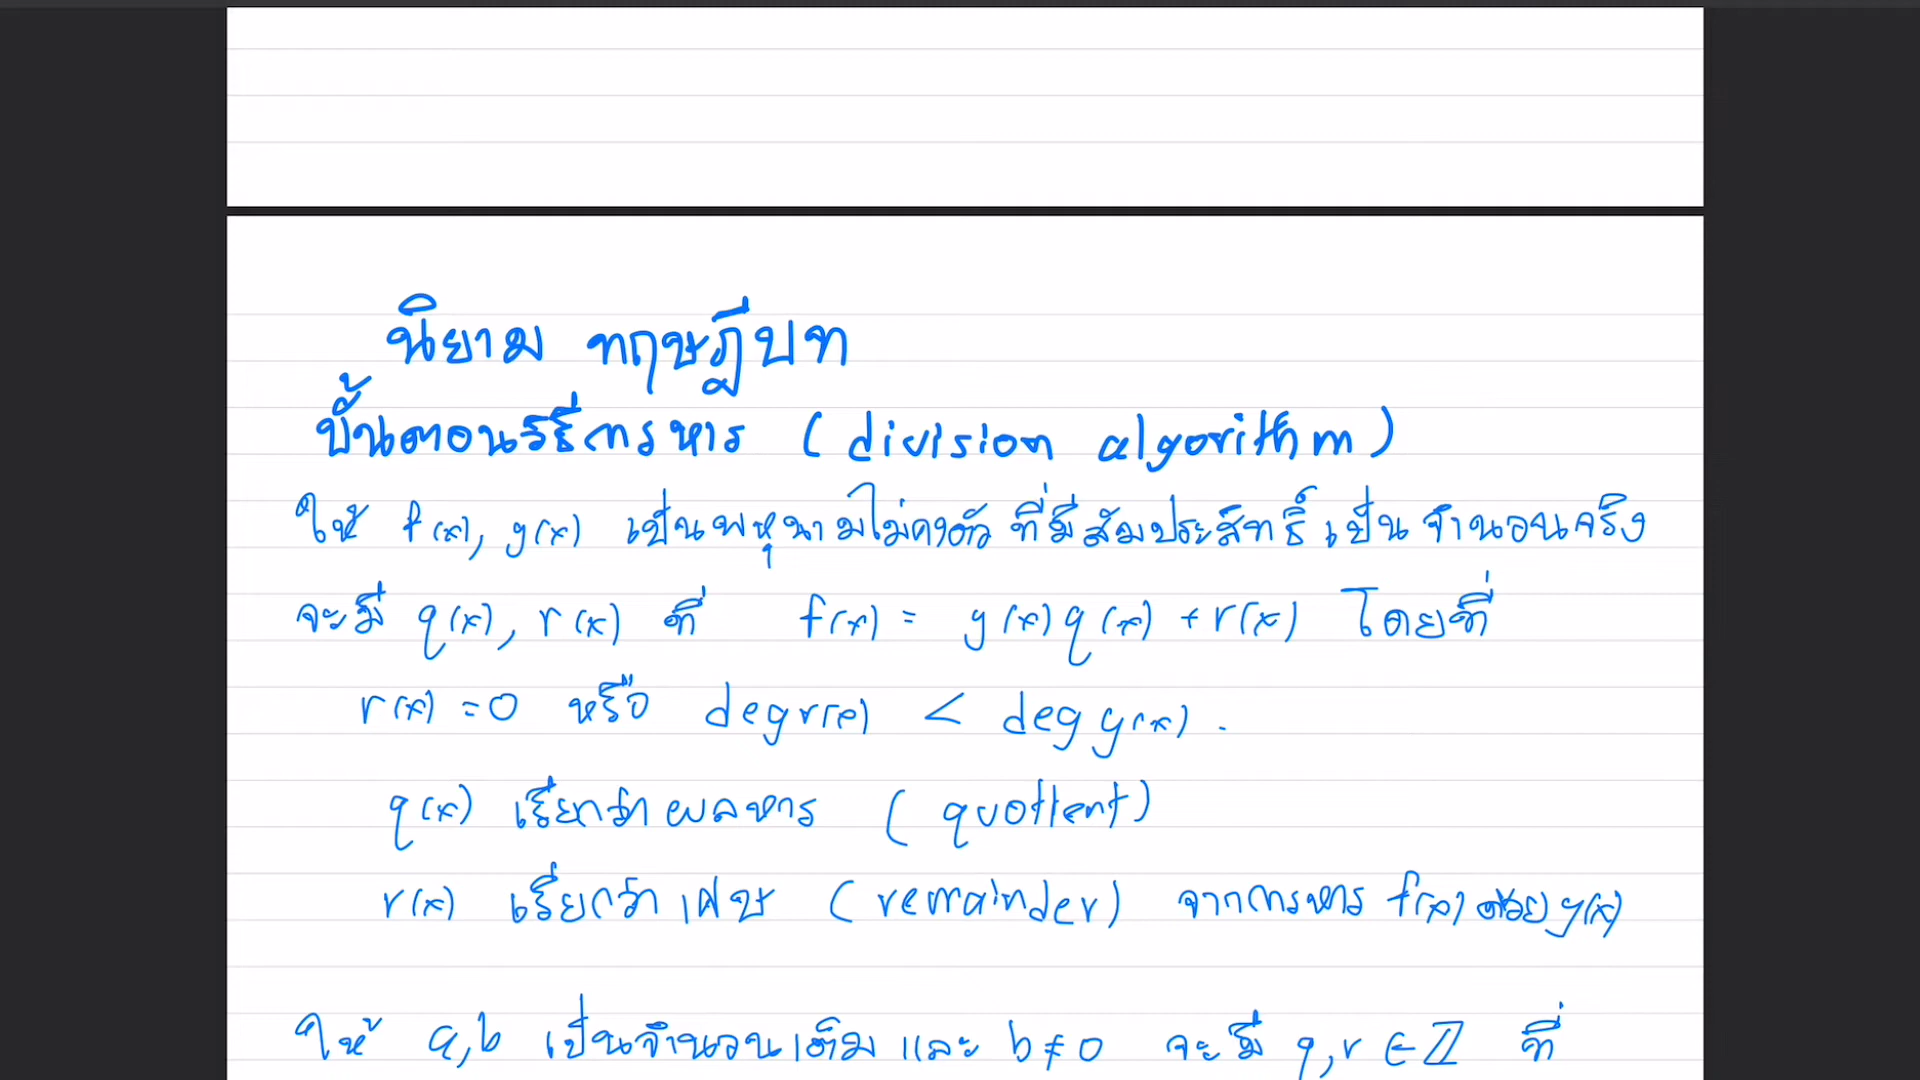 นิยาม ทฤษฎีบท
ขั้นตอนวิธีการหาร (division algorithm)
ให้ f(x), g(x) เป็นพหุนามไม่คงตัว ที่มีสัมประสิทธิ์เป็นจำนวนจริง
จะมี q(x), r(x) ที่ f(x) = g(x)q(x) + r(x) โดยที่
r(x) = 0 หรือ deg r(x) < deg g(x).
q(x) เรียกว่า ผลหาร (quotient)
r(x) เรียกว่า เศษ (remainder) จากการหาร f(x) ด้วย g(x)
ให้ a,b เป็นจำนวนเต็ม และ b ≠ 0 จะมี q,r ∈ ℤ ที่